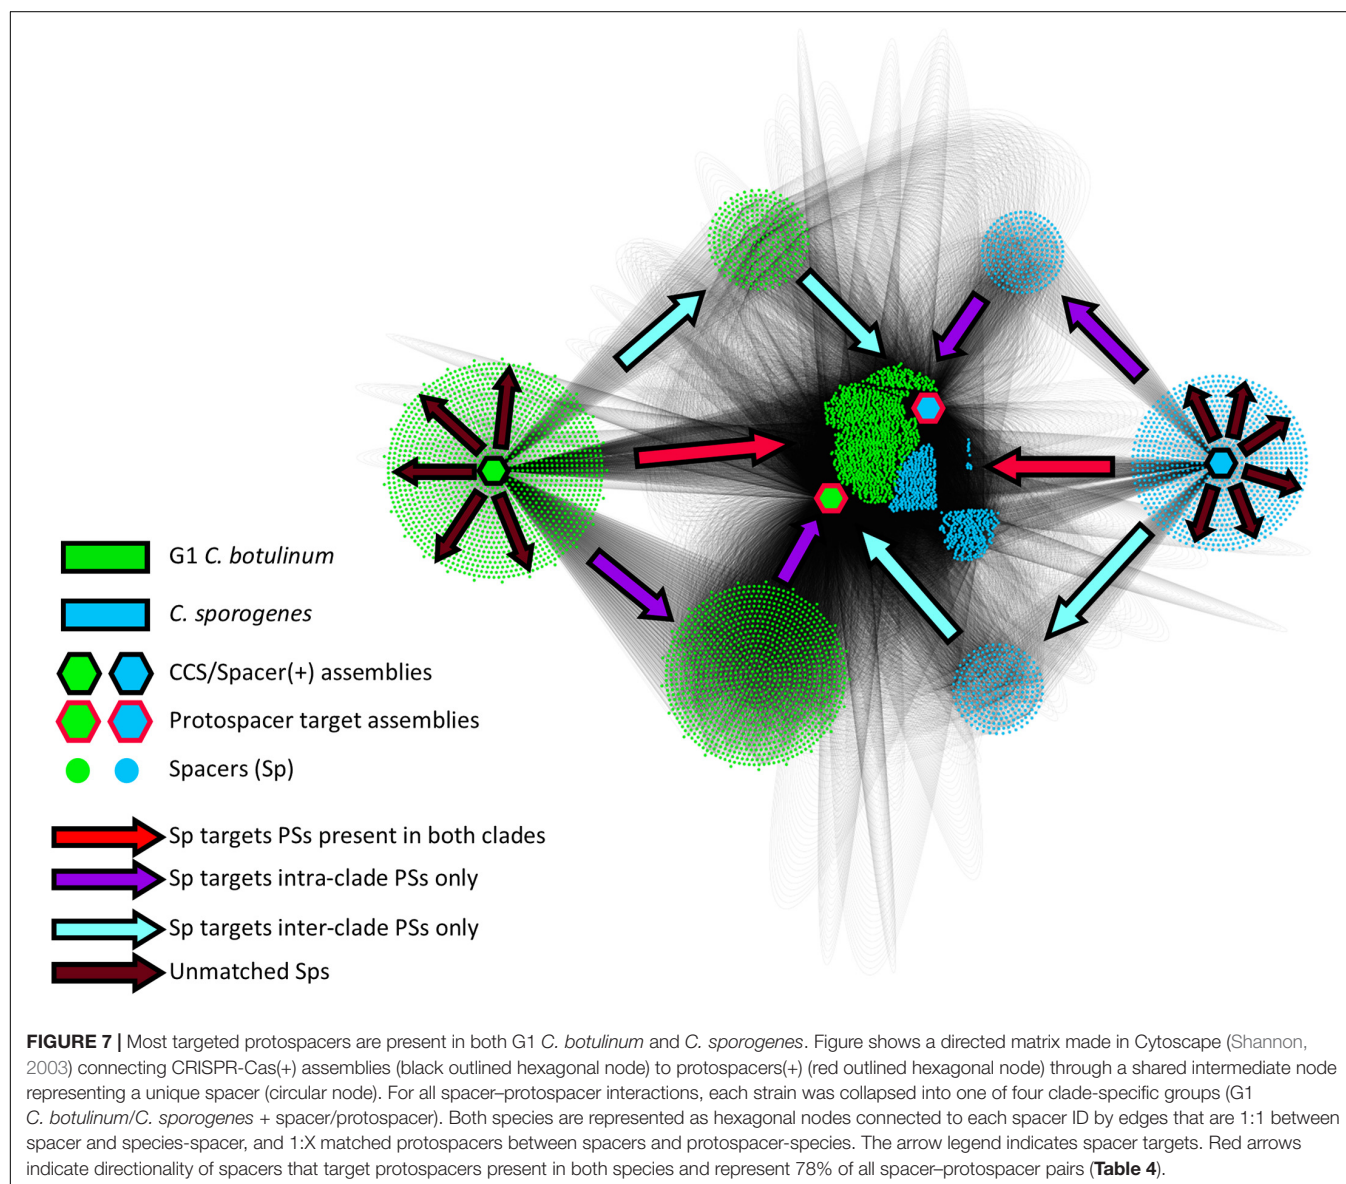 G1 C. botulinum
C. sporogenes
CCS/Spacer(+) assemblies
Protospacer target assemblies
Spacers (Sp)
Sp targets PSs present in both clades
Sp targets intra-clade PSs only
Sp targets inter-clade PSs only
Unmatched Sps
FIGURE 7 | Most targeted protospacers are present in both G1 C. botulinum and C. sporogenes. Figure shows a directed matrix made in Cytoscape (Shannon,
2003) connecting CRISPR-Cas(+) assemblies (black outlined hexagonal node) to protospacers(+) (red outlined hexagonal node) through a shared intermediate node
representing a unique spacer (circular node). For all spacer–protospacer interactions, each strain was collapsed into one of four clade-specific groups (G1
C. botulinum/C. sporogenes + spacer/protospacer). Both species are represented as hexagonal nodes connected to each spacer ID by edges that are 1:1 between
spacer and species-spacer, and 1:X matched protospacers between spacers and protospacer-species. The arrow legend indicates spacer targets. Red arrows
indicate directionality of spacers that target protospacers present in both species and represent 78% of all spacer–protospacer pairs (Table 4).